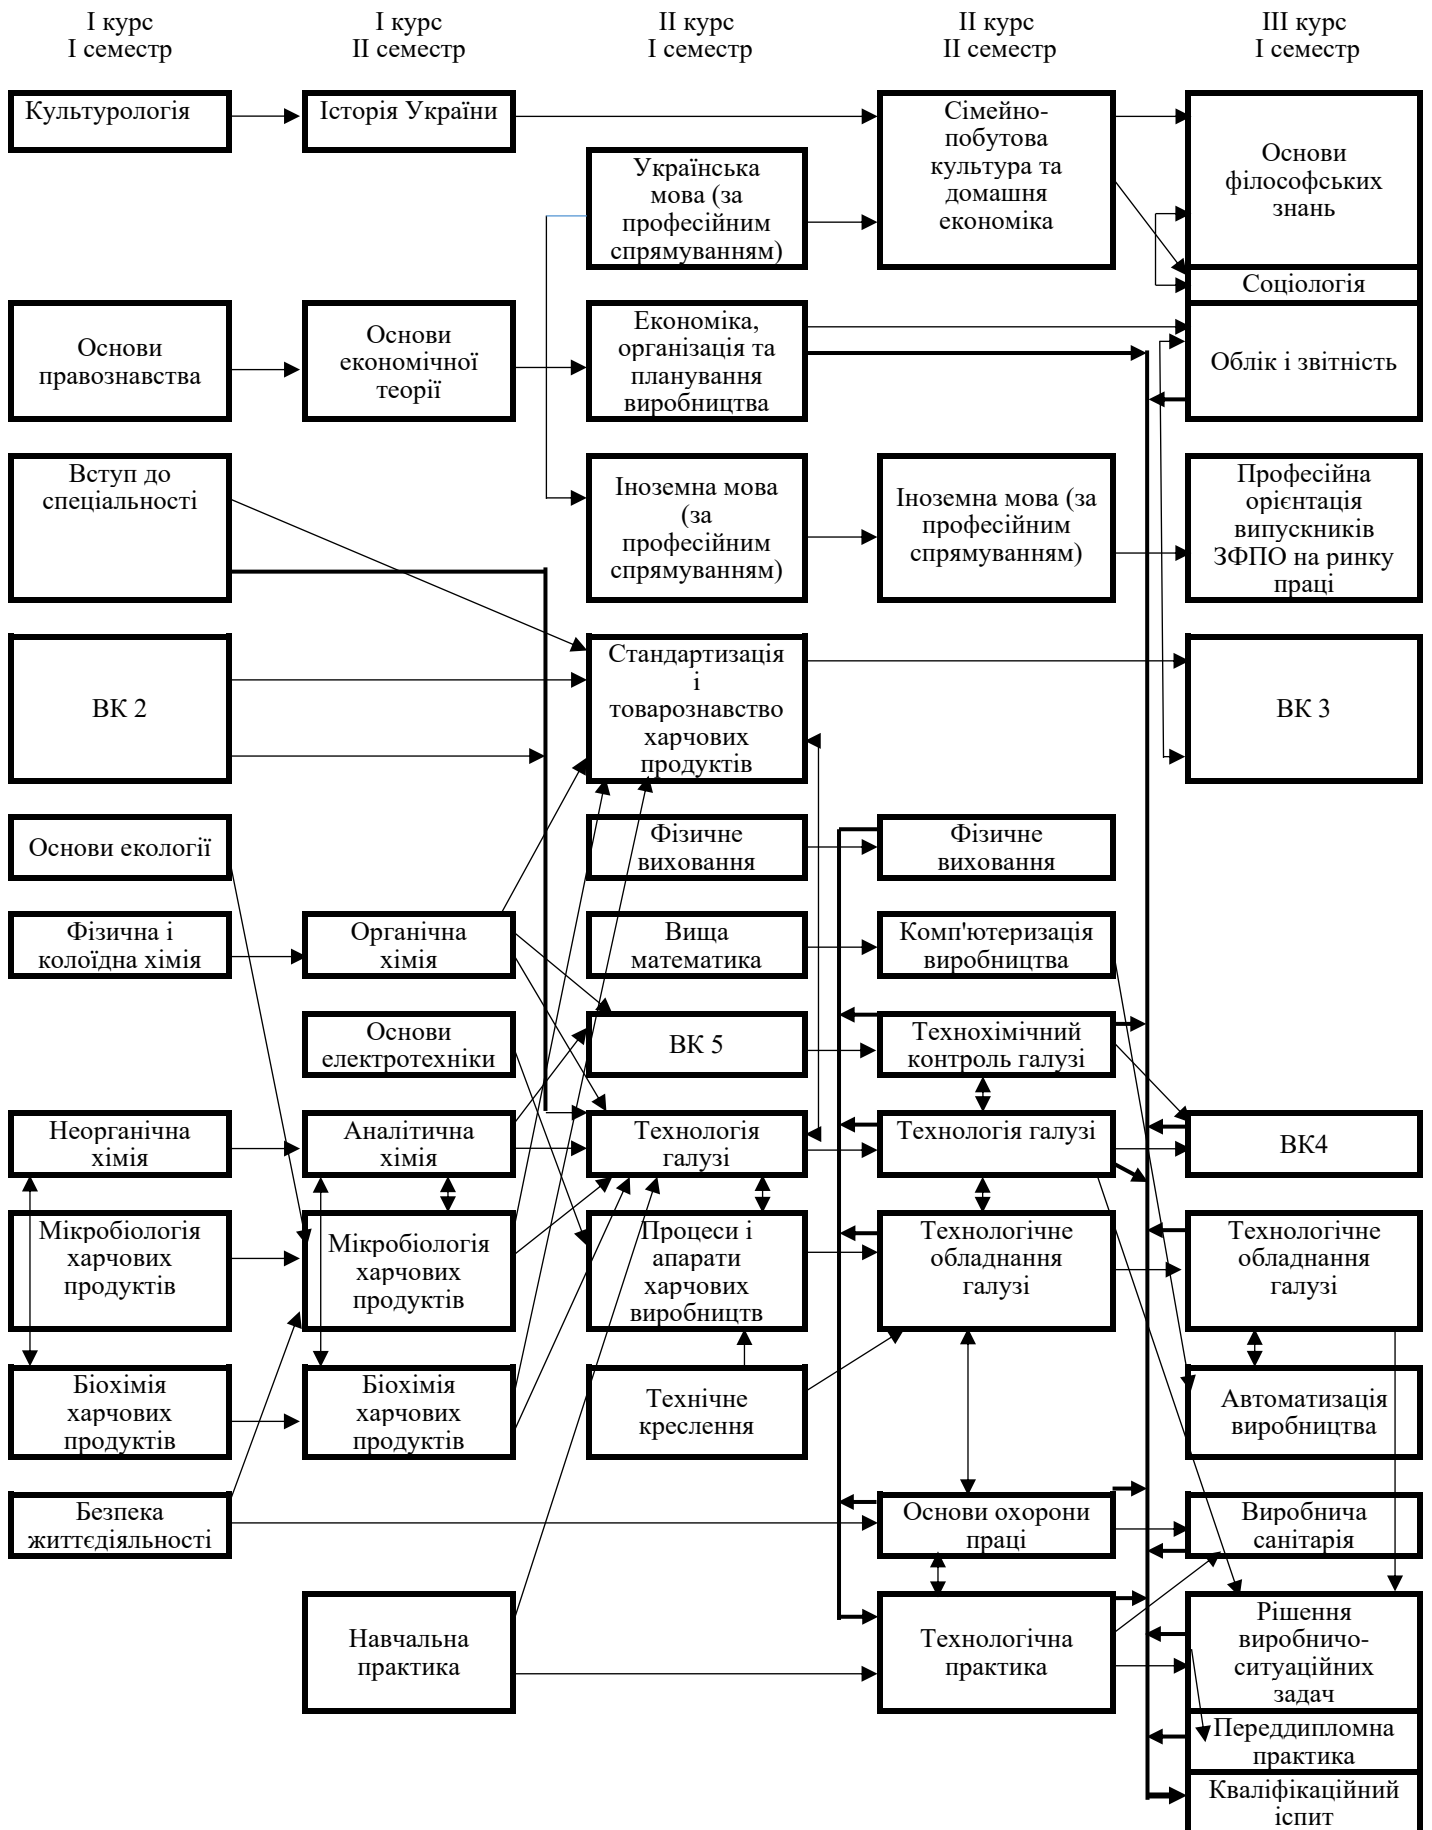 І курс
І семестр
І курс
ІІ семестр
ІІ курс
І семестр
ІІ курс
ІІ семестр
ІІІ курс
І семестр
Культурологія
Історія України
Сімейно-
побутова
культура та
домашня
економіка
Основи
філософських
знань
Українська
мова (за
професійним
спрямуванням)
Соціологія
Основи
правознавства
Основи
економічної
теорії
Економіка,
організація та
планування
виробництва
Облік і звітність
Вступ до
спеціальності
Іноземна мова
(за
професійним
спрямуванням)
Іноземна мова (за
професійним
спрямуванням)
Професійна
орієнтація
випускників
ЗФПО на ринку
праці
ВК 2
Стандартизація
і
товарознавство
харчових
продуктів
ВК 3
Основи екології
Фізичне
виховання
Фізичне
виховання
Фізична і
колоїдна хімія
Органічна
хімія
Вища
математика
Комп'ютеризація
виробництва
Основи
електротехніки
ВК 5
Технохімічний
контроль галузі
Неорганічна
хімія
Аналітична
хімія
Технологія
галузі
Технологія галузі
ВК4
Мікробіологія
харчових
продуктів
Мікробіологія
харчових
продуктів
Процеси і
апарати
харчових
виробництв
Технологічне
обладнання
галузі
Технологічне
обладнання
галузі
Біохімія
харчових
продуктів
Біохімія
харчових
продуктів
Технічне
креслення
Автоматизація
виробництва
Безпека
життєдіяльності
Основи охорони
праці
Виробнича
санітарія
Навчальна
практика
Технологічна
практика
Рішення
виробничо-
ситуаційних
задач
Переддипломна
практика
Кваліфікаційний
іспит